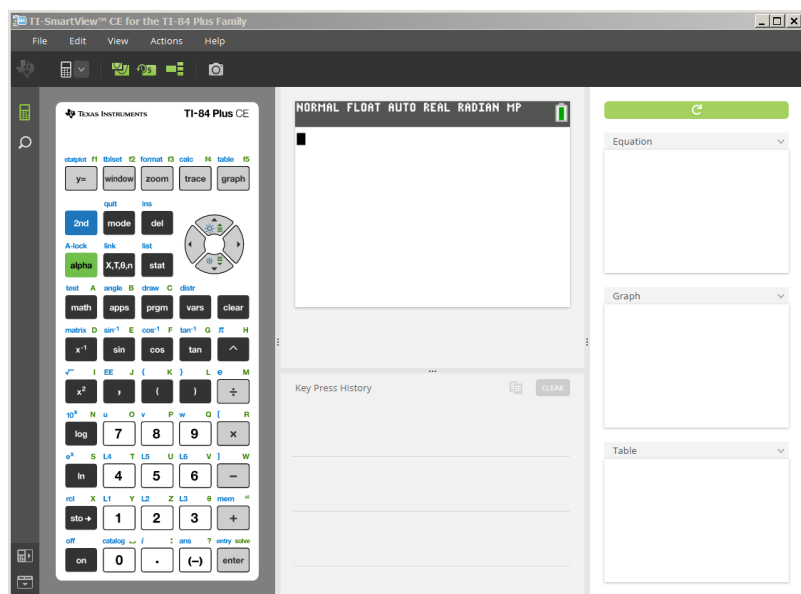 TI-SmartView™ CE for the TI-84 Plus Family
File Edit View Actions Help
TEXAS INSTRUMENTS TI-84 Plus CE
statplot f1 tblset f2 format f3 calc f4 table f5
y= window zoom trace graph
quit ins
2nd mode del
A-lock link list
alpha X,T,θ,n stat
test A angle B draw C distr
math apps prgm vars clear
matrix D sin-1 E cos-1 F tan-1 G π H
x-1 sin cos tan ^
√ I EE J { K } L e M
x² , ( ) ÷
10x N u O v P w Q [ R
log 7 8 9 ×
ex S L4 T L5 U L6 V ] W
ln 4 5 6 −
rcl X L1 Y L2 Z L3 θ mem "
sto→ 1 2 3 +
off catalog i : ans ? entry solve
on 0 . (−) enter
NORMAL FLOAT AUTO REAL RADIAN MP
Key Press History CLEAR
Equation
Graph
Table